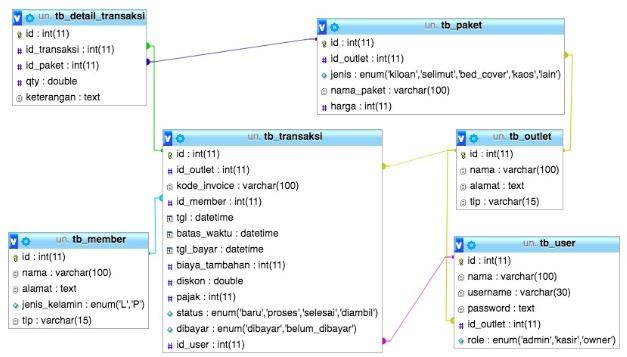 un. tb_detail_transaksi
id : int(11)
id_transaksi : int(11)
id_paket : int(11)
qty : double
keterangan : text
un. tb_paket
id : int(11)
id_outlet : int(11)
jenis : enum('kiloan','selimut','bed_cover','kaos','lain')
nama_paket : varchar(100)
harga : int(11)
un. tb_transaksi
id : int(11)
id_outlet : int(11)
kode_invoice : varchar(100)
id_member : int(11)
tgl : datetime
batas_waktu : datetime
tgl_bayar : datetime
biaya_tambahan : int(11)
diskon : double
pajak : int(11)
status : enum('baru','proses','selesai','diambil')
dibayar : enum('dibayar','belum_dibayar')
id_user : int(11)
un. tb_outlet
id : int(11)
nama : varchar(100)
alamat : text
tlp : varchar(15)
un. tb_member
id : int(11)
nama : varchar(100)
alamat : text
jenis_kelamin : enum('L','P')
tlp : varchar(15)
un. tb_user
id : int(11)
nama : varchar(100)
username : varchar(30)
password : text
id_outlet : int(11)
role : enum('admin','kasir','owner')